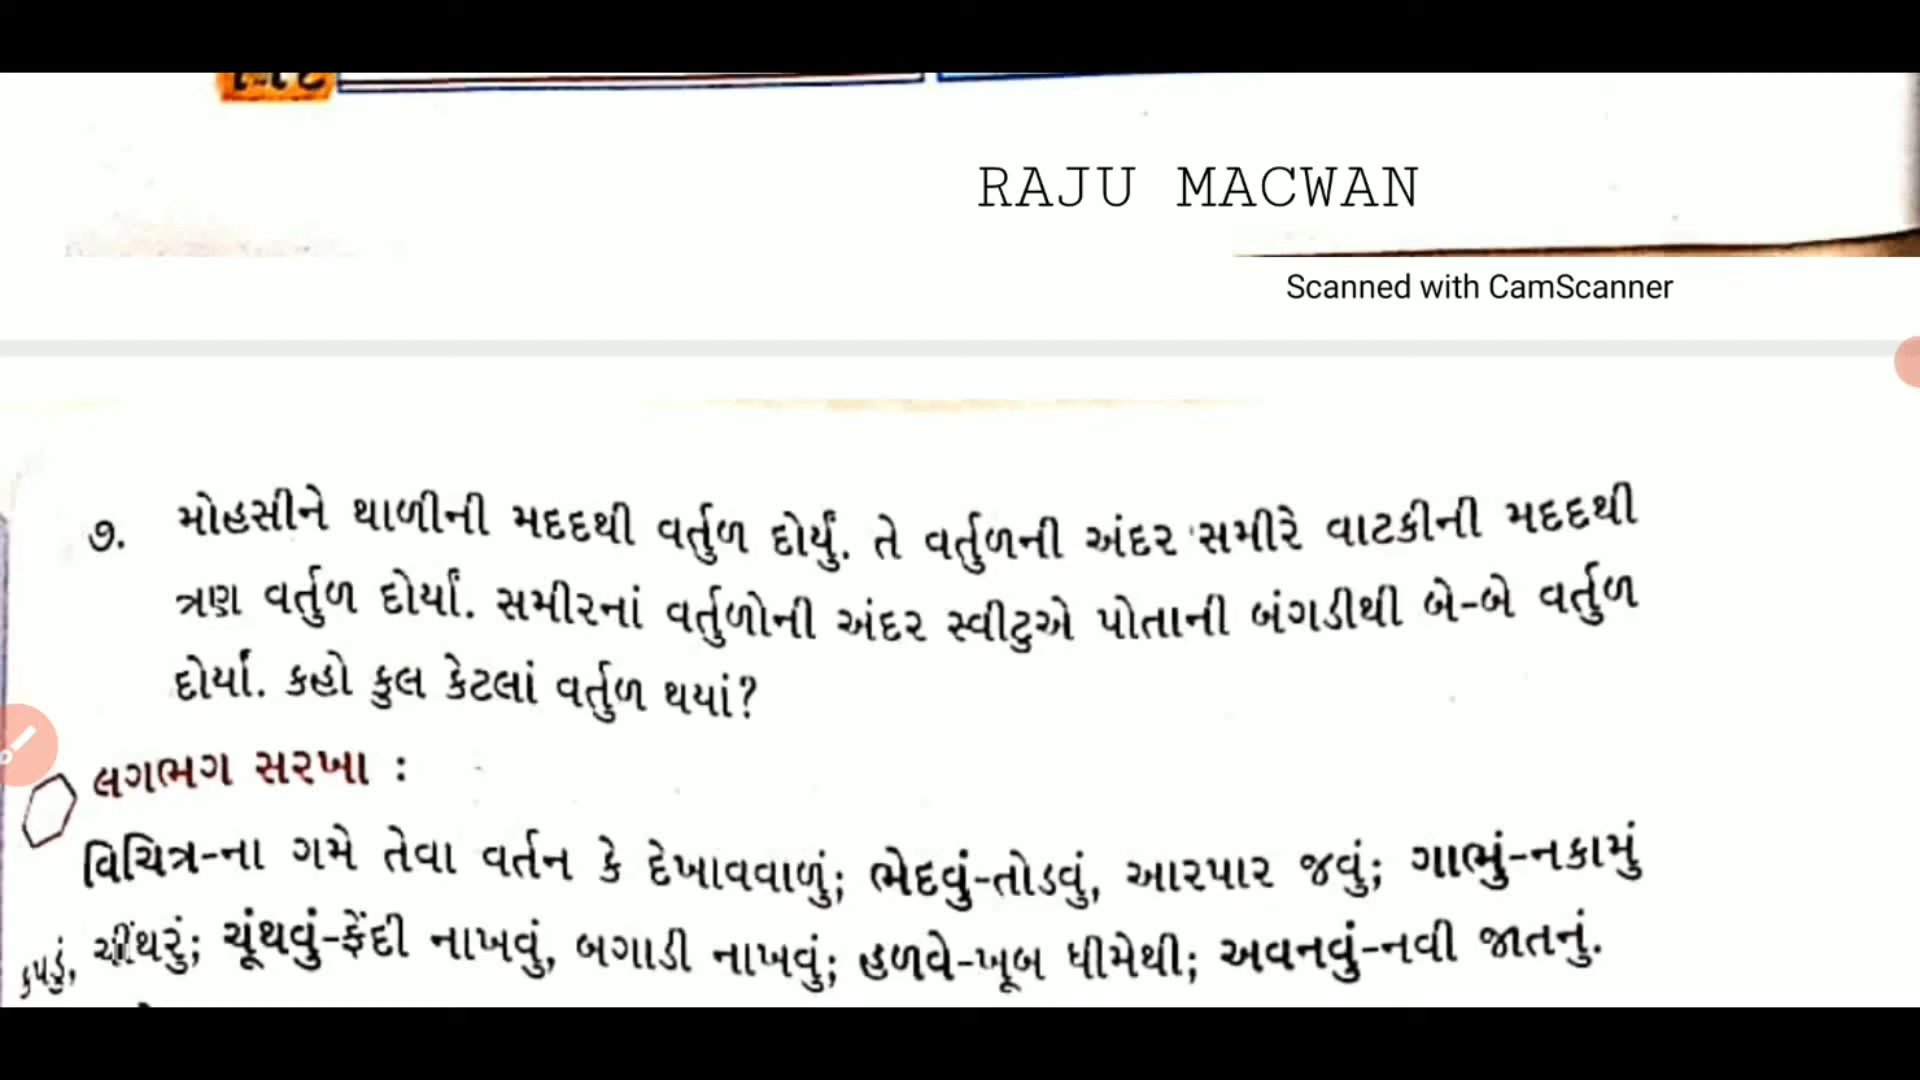 RAJU MACWAN
Scanned with CamScanner
૭. મોહસીને થાળીની મદદથી વર્તુળ દોર્યું. તે વર્તુળની અંદર સમીરે વાટકીની મદદથી
ત્રણ વર્તુળ દોર્યાં. સમીરનાં વર્તુળોની અંદર સ્વીટુએ પોતાની બંગડીથી બે-બે વર્તુળ
દોર્યાં. કહો કુલ કેટલાં વર્તુળ થયાં?
લગભગ સરખા :
વિચિત્ર-ના ગમે તેવા વર્તન કે દેખાવવાળું; ભેદવું-તોડવું, આરપાર જવું; ગાભું-નકામું
કપડું, ચીંથરું; ચૂંથવું-ફેંદી નાખવું, બગાડી નાખવું; હળવે-ખૂબ ધીમેથી; અવનવું-નવી જાતનું.